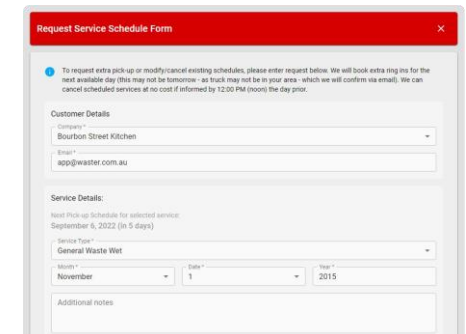 Request Service Schedule Form
To request extra pick-up or modify/cancel existing schedules, please enter request below. We will book extra ring ins for the
next available day (this may not be tomorrow - as truck may not be in your area - which we will confirm via email). We can
cancel scheduled services at no cost if informed by 12:00 PM (noon) the day prior.
Customer Details
Company *
Bourbon Street Kitchen
Email *
app@waster.com.au
Service Details:
Next Pick-up Schedule for selected service:
September 6, 2022 (in 5 days)
Service Type *
General Waste Wet
Month * Date * Year *
November 1 2015
Additional notes